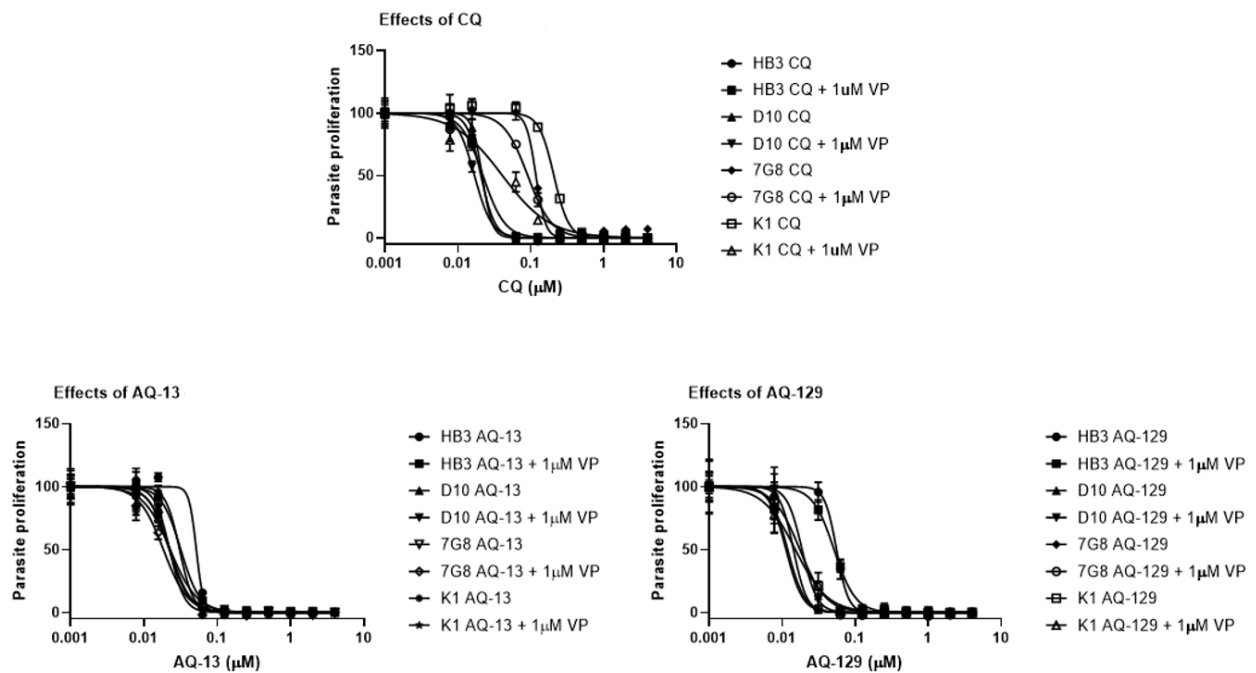 Effects of CQ
Parasite proliferation
150
100
50
0
0.001 0.01 0.1 1 10
CQ (µM)
HB3 CQ
HB3 CQ + 1uM VP
D10 CQ
D10 CQ + 1µM VP
7G8 CQ
7G8 CQ + 1µM VP
K1 CQ
K1 CQ + 1uM VP
Effects of AQ-13
Parasite proliferation
150
100
50
0
0.001 0.01 0.1 1 10
AQ-13 (µM)
HB3 AQ-13
HB3 AQ-13 + 1µM VP
D10 AQ-13
D10 AQ-13 + 1µM VP
7G8 AQ-13
7G8 AQ-13 + 1µM VP
K1 AQ-13
K1 AQ-13 + 1µM VP
Effects of AQ-129
Parasite proliferation
150
100
50
0
0.001 0.01 0.1 1 10
AQ-129 (µM)
HB3 AQ-129
HB3 AQ-129 + 1µM VP
D10 AQ-129
D10 AQ-129 + 1µM VP
7G8 AQ-129
7G8 AQ-129 + 1µM VP
K1 AQ-129
K1 AQ-129 + 1µM VP